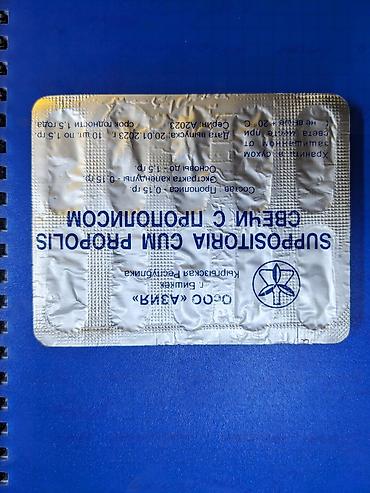 ОсОС «АЗИЯ»
г. Бишкек
Кыргызская Республика
SUPPOSITORIA CUM PROPOLIS
СВЕЧИ С ПРОПОЛИСОМ
Состав Прополиса - 0,15 гр
Экстракта календулы - 0,15
Основы до - 1,5 гр
Хранить в сухом
защищенном от
света месте при
не выше + 20 °C
Дата выпуска: 20.01.2023 г
Серия: А2023
10 шт. по 1,5 гр
срок годности 1,5 года